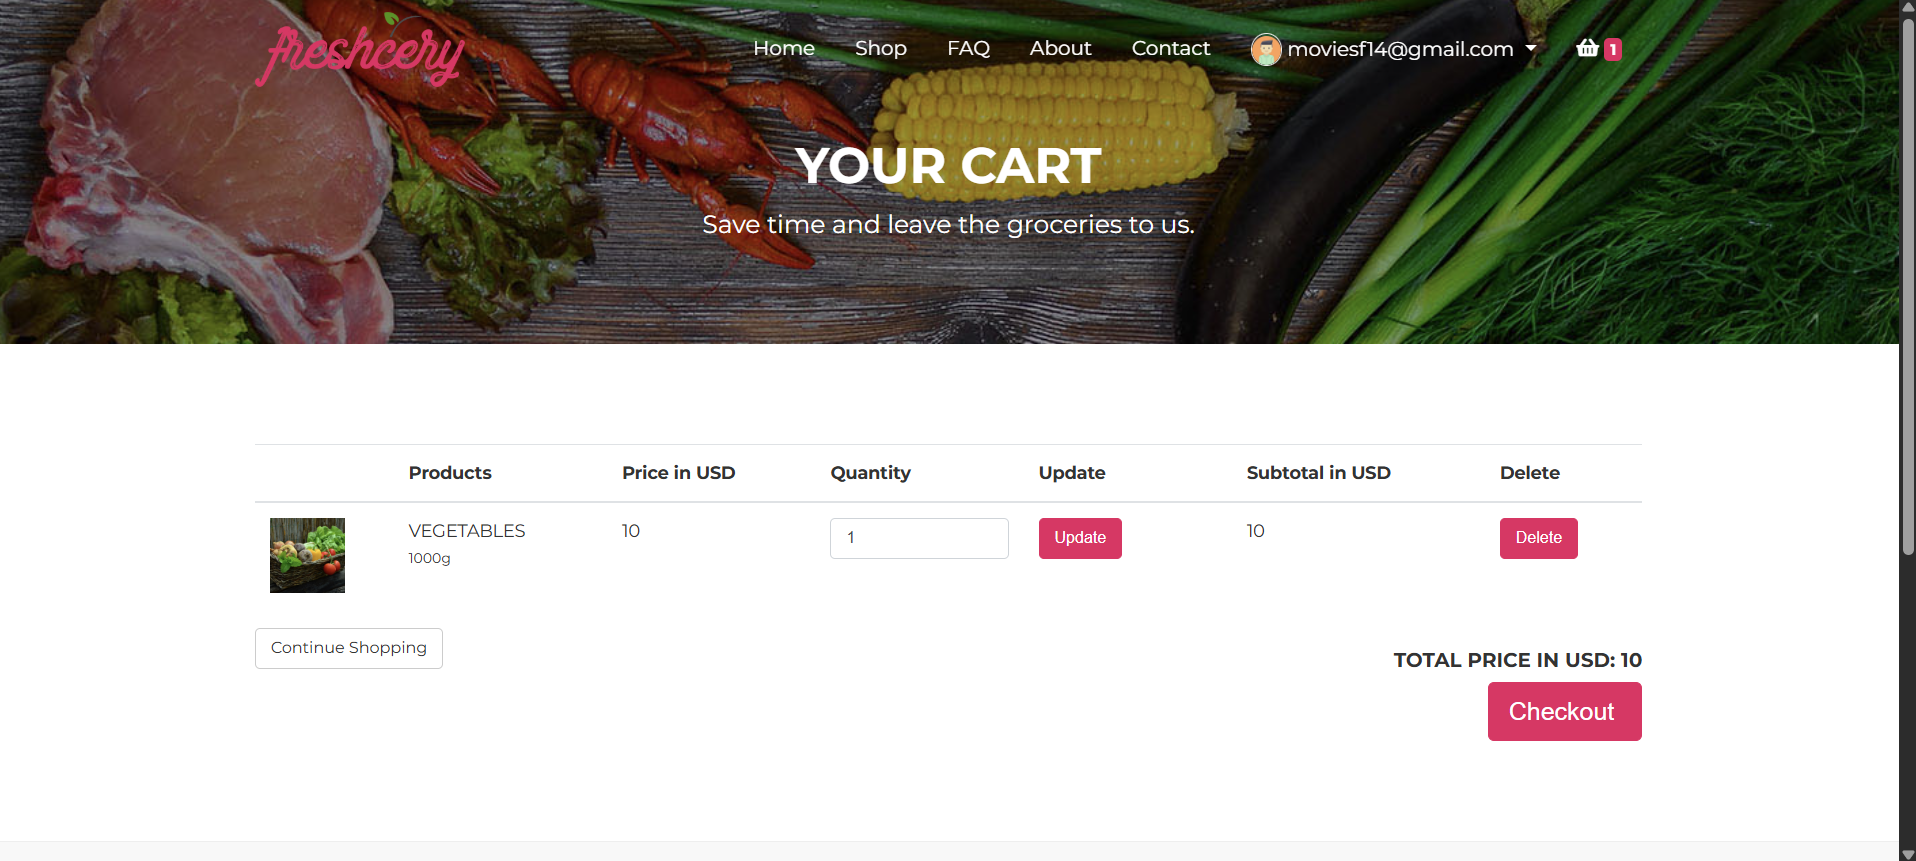 freshcery
Home Shop FAQ About Contact moviesf14@gmail.com 1
YOUR CART
Save time and leave the groceries to us.
Products Price in USD Quantity Update Subtotal in USD Delete
VEGETABLES 10 1 Update 10 Delete
1000g
Continue Shopping
TOTAL PRICE IN USD: 10
Checkout